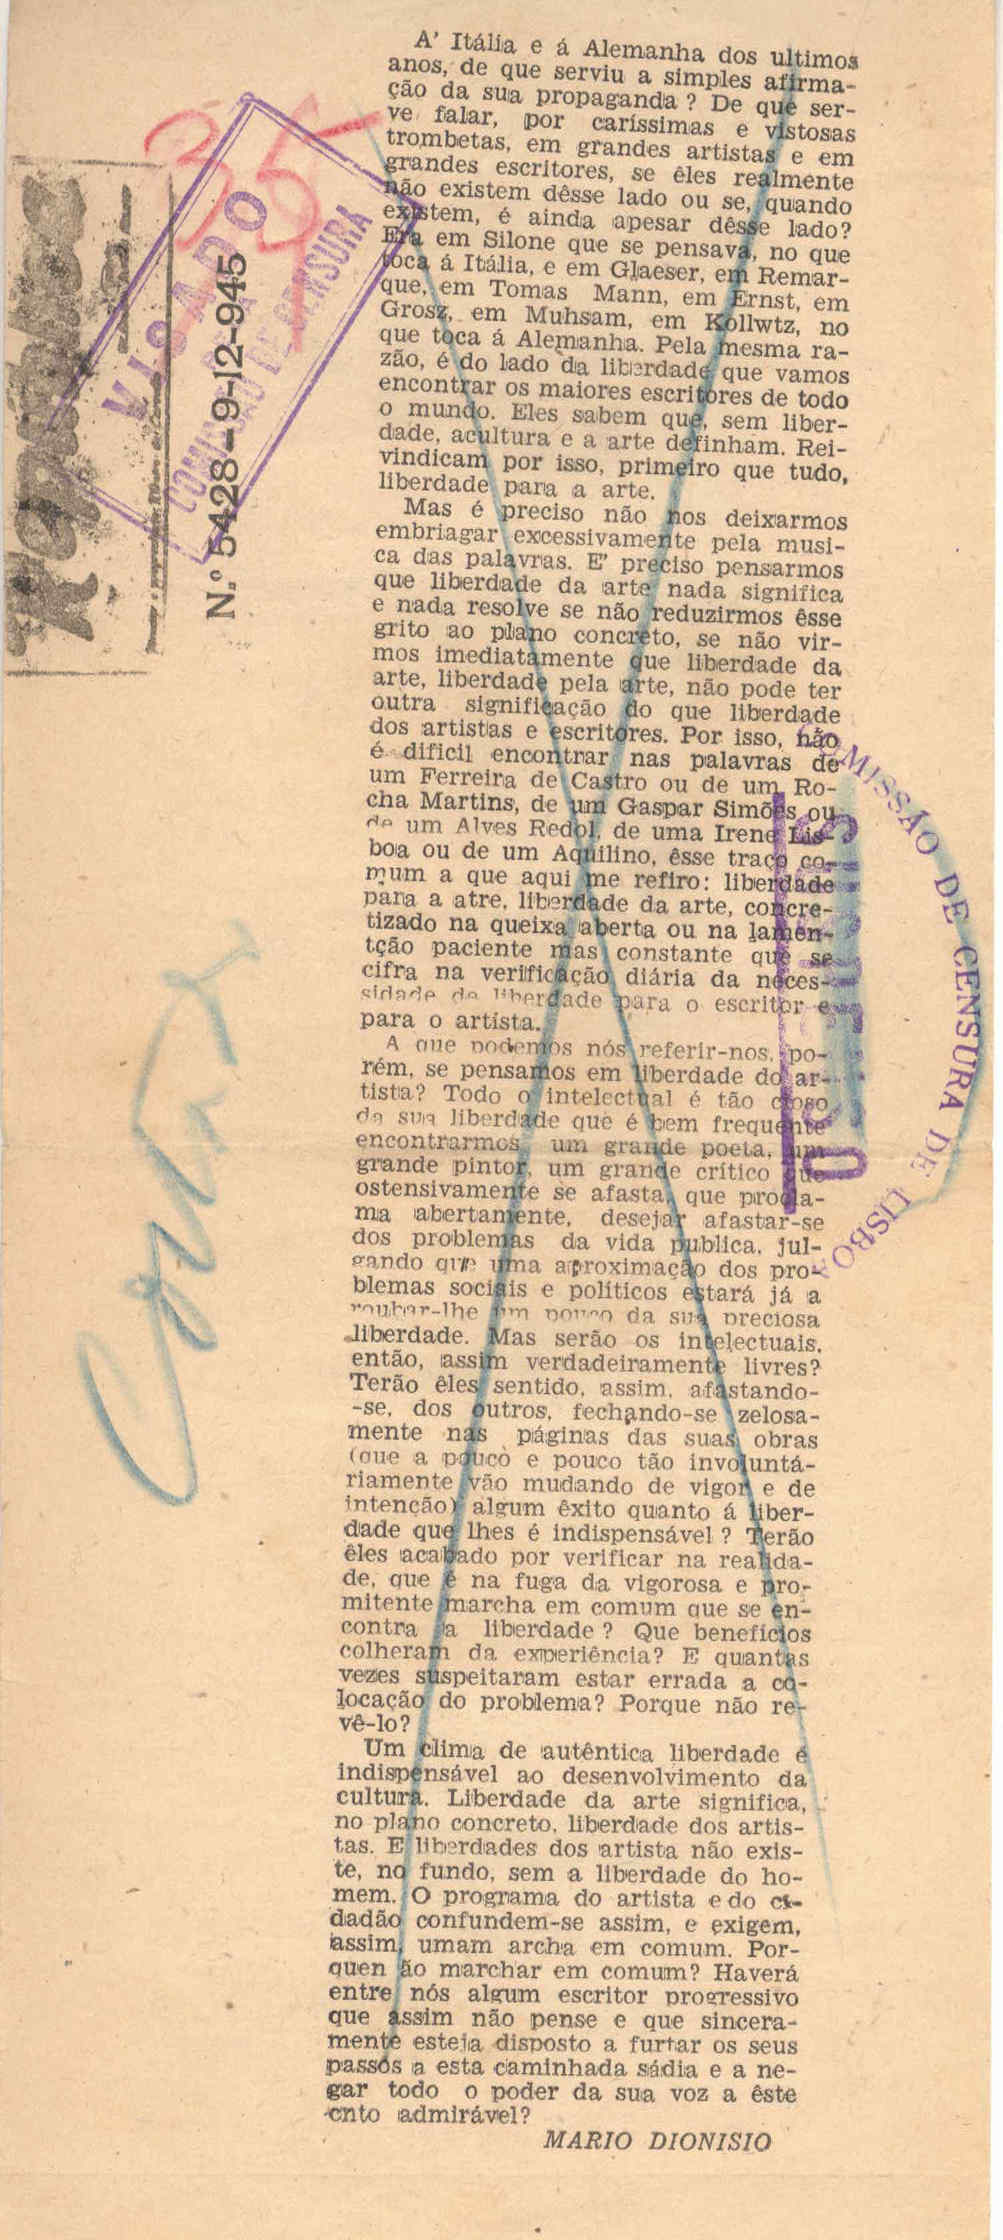 A' Itália e á Alemanha dos ultimos
anos, de que serviu a simples afirma-
ção da sua propaganda? De que ser-
ve falar, por caríssimas e vistosas
trombetas, em grandes artistas e em
grandes escritores, se êles realmente
não existem dêsse lado ou se, quando
existem, é ainda apesar dêsse lado?
Era em Silone que se pensava, no que
toca á Itália, e em Glaeser, em Remar-
que, em Tomas Mann, em Ernst, em
Grosz, em Muhsam, em Kollwtz, no
que toca á Alemanha. Pela mesma ra-
zão, é do lado da liberdade que vamos
encontrar os maiores escritores de todo
o mundo. Eles sabem que, sem liber-
dade, acultura e a arte definham. Rei-
vindicam por isso, primeiro que tudo,
liberdade para a arte.
Mas é preciso não nos deixarmos
embriagar excessivamente pela musi-
ca das palavras. E' preciso pensarmos
que liberdade da arte nada significa
e nada resolve se não reduzirmos êsse
grito ao plano concreto, se não vir-
mos imediatamente que liberdade da
arte, liberdade pela arte, não pode ter
outra significação do que liberdade
dos artistas e escritores. Por isso, não
é dificil encontrar nas palavras de
um Ferreira de Castro ou de um Ro-
cha Martins, de um Gaspar Simões ou
de um Alves Redol, de uma Irene Lis-
boa ou de um Aquilino, êsse traço co-
mum a que aqui me refiro: liberdade
para a atre, liberdade da arte, concre-
tizado na queixa aberta ou na lamen-
tção paciente mas constante que se
cifra na verificação diária da neces-
sidade de liberdade para o escritor e
para o artista.
A que podemos nós referir-nos, po-
rém, se pensamos em liberdade do ar-
tista? Todo o intelectual é tão cioso
da sua liberdade que é bem frequente
encontrarmos um grande poeta, um
grande pintor, um grande crítico que
ostensivamente se afasta, que procla-
ma abertamente, desejar afastar-se
dos problemas da vida publica, jul-
gando que uma aproximação dos pro-
blemas sociais e politicos estará já a
roubar-lhe um pouco da sua preciosa
liberdade. Mas serão os intelectuais,
então, assim verdadeiramente livres?
Terão êles sentido, assim, afastando-
-se, dos outros, fechando-se zelosa-
mente nas páginas das suas obras
(que a pouco e pouco tão involuntá-
riamente vão mudando de vigor e de
intenção) algum êxito quanto á liber-
dade que lhes é indispensável? Terão
êles acabado por verificar na realida-
de, que é na fuga da vigorosa e pro-
mitente marcha em comum que se en-
contra a liberdade? Que benefícios
colheram da experiência? E quantas
vezes suspeitaram estar errada a co-
locação do problema? Porque não re-
vê-lo?
Um clima de autêntica liberdade é
indispensável ao desenvolvimento da
cultura. Liberdade da arte significa,
no plano concreto, liberdade dos artis-
tas. E liberdades dos artista não exis-
te, no fundo, sem a liberdade do ho-
mem. O programa do artista e do ci-
dadão confundem-se assim, e exigem,
assim, umam archa em comum. Por-
quen ão marchar em comum? Haverá
entre nós algum escritor progressivo
que assim não pense e que sincera-
mente esteja disposto a furtar os seus
passos a esta caminhada sádia e a ne-
gar todo o poder da sua voz a êste
cnto admirável?
MARIO DIONISIO
35
VISADO
PELA
COMISSÃO DE CENSURA
N.º 5428-9-12-945
República
COMISSÃO DE CENSURA DE LISBOA